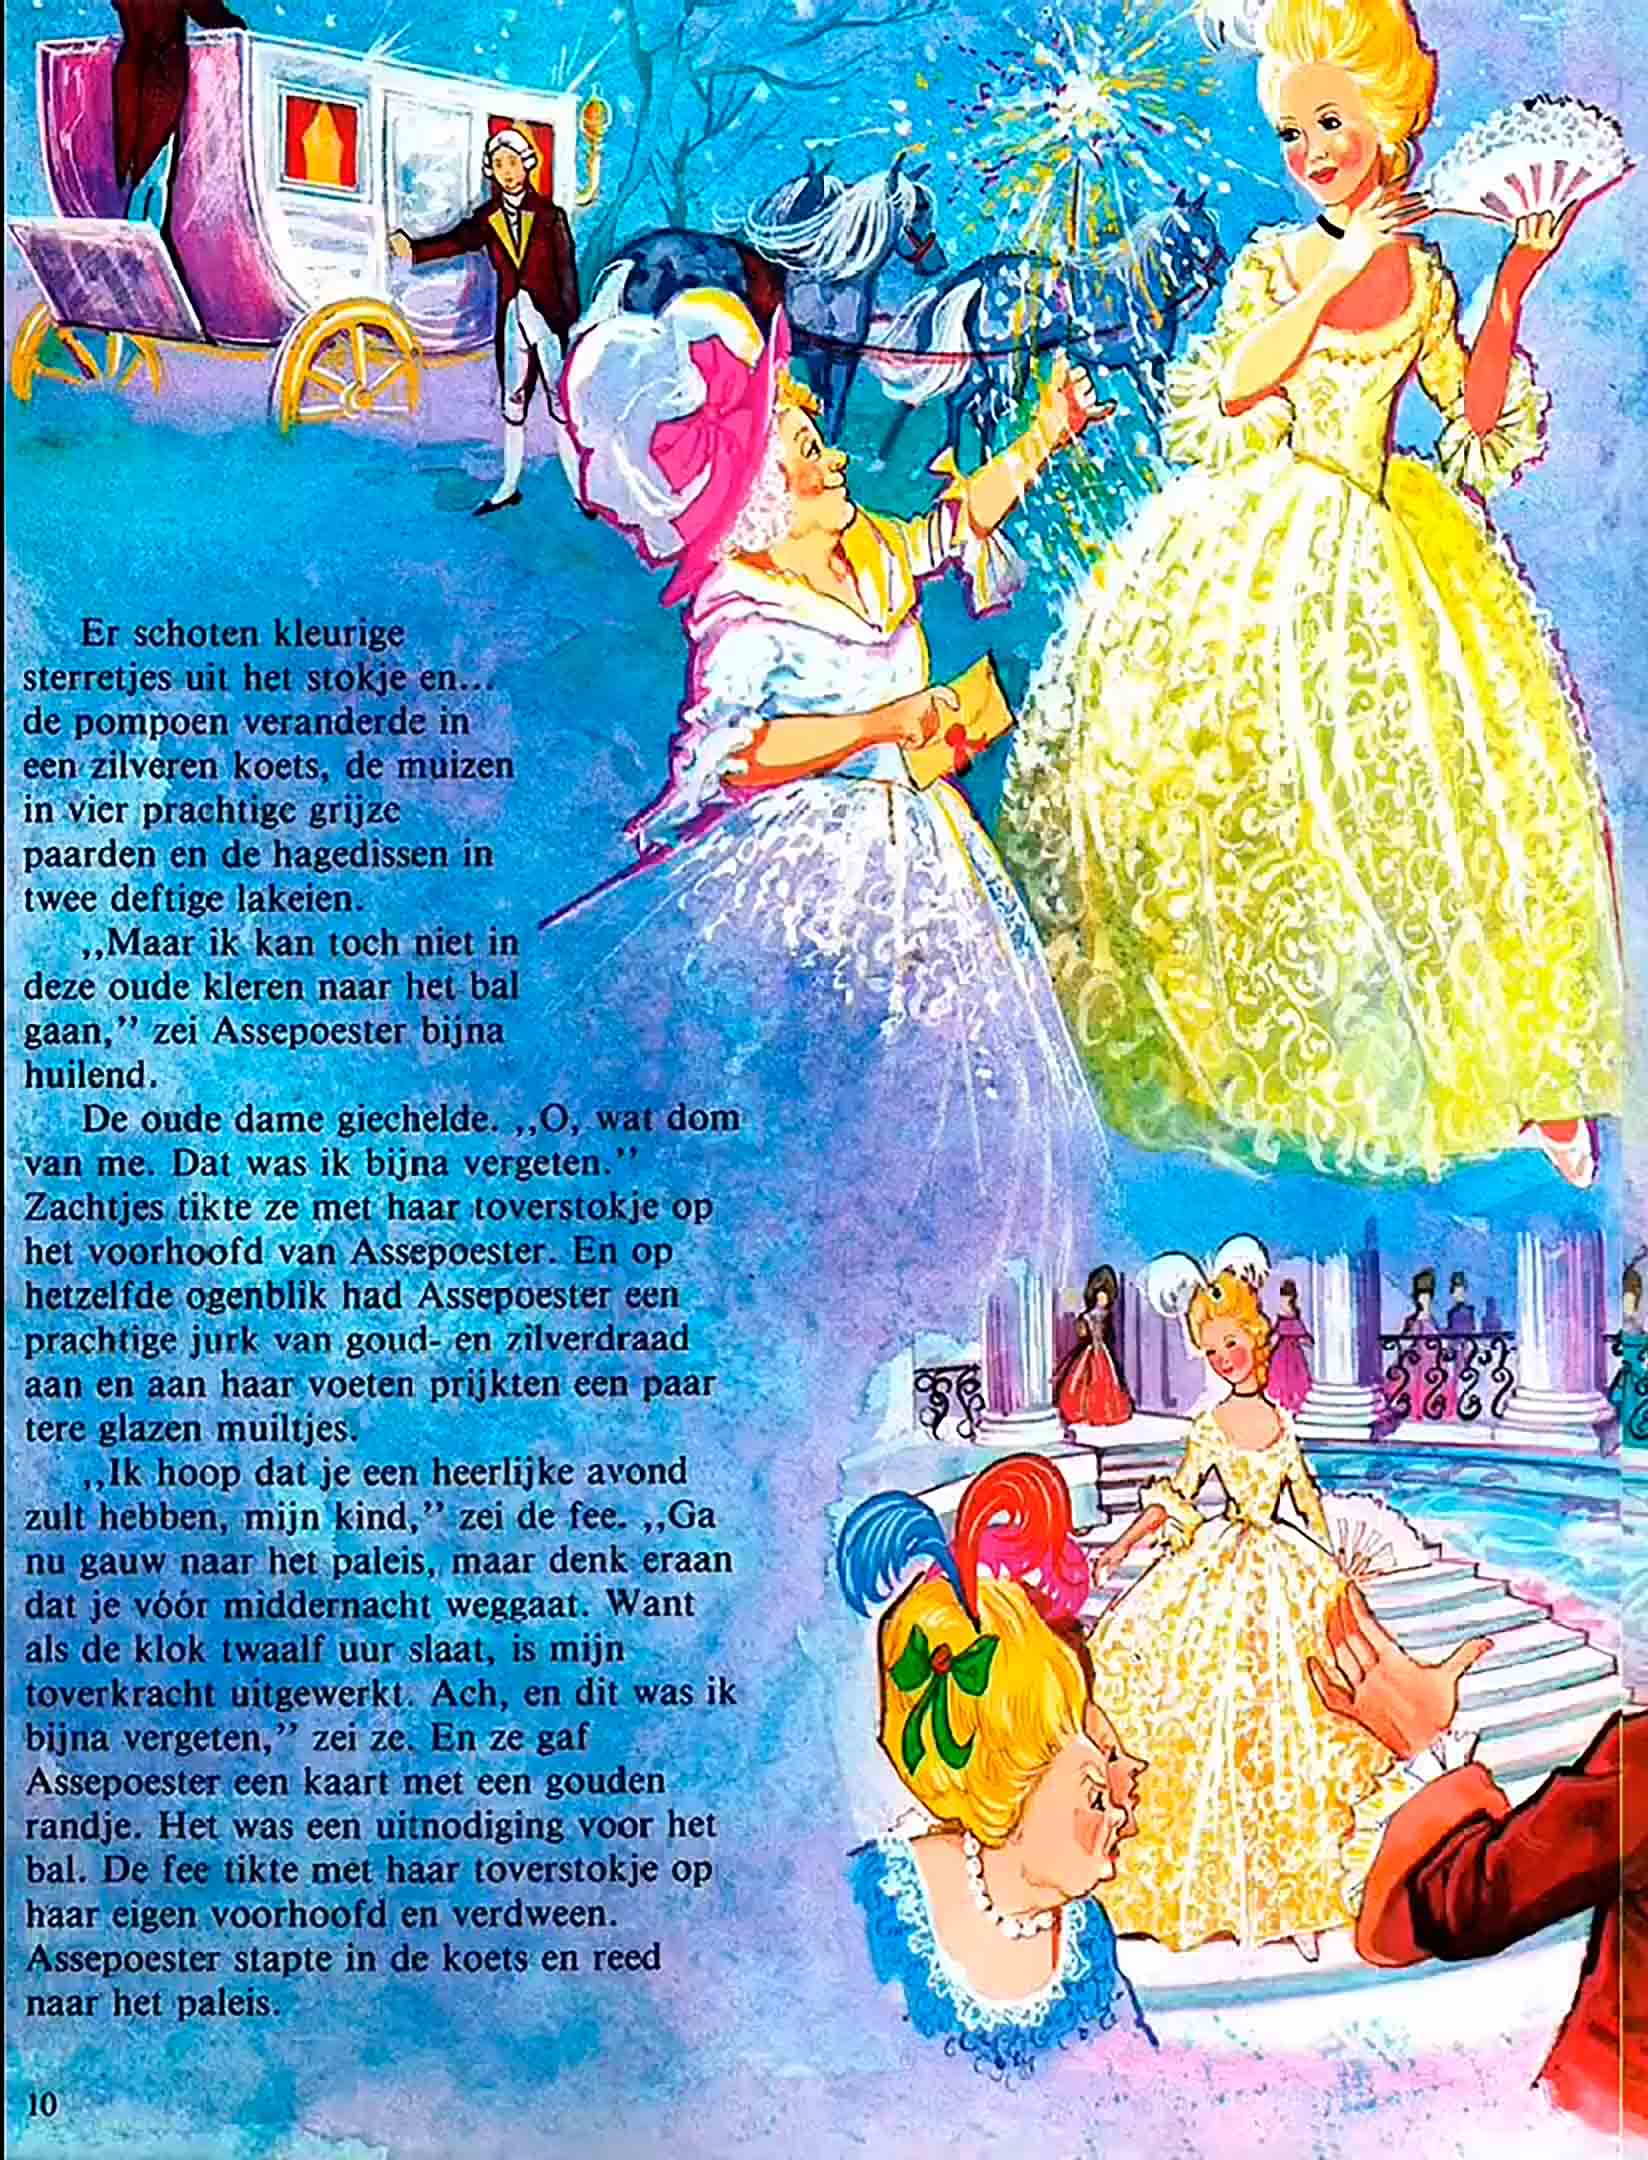 Er schoten kleurige
sterretjes uit het stokje en...
de pompoen veranderde in
een zilveren koets, de muizen
in vier prachtige grijze
paarden en de hagedissen in
twee deftige lakeien.
,,Maar ik kan toch niet in
deze oude kleren naar het bal
gaan,” zei Assepoester bijna
huilend.
De oude dame giechelde. ,,O, wat dom
van me. Dat was ik bijna vergeten.”
Zachtjes tikte ze met haar toverstokje op
het voorhoofd van Assepoester. En op
hetzelfde ogenblik had Assepoester een
prachtige jurk van goud- en zilverdraad
aan en aan haar voeten prijkten een paar
tere glazen muiltjes.
,,Ik hoop dat je een heerlijke avond
zult hebben, mijn kind,” zei de fee. ,,Ga
nu gauw naar het paleis, maar denk eraan
dat je vóór middernacht weggaat. Want
als de klok twaalf uur slaat, is mijn
toverkracht uitgewerkt. Ach, en dit was ik
bijna vergeten,” zei ze. En ze gaf
Assepoester een kaart met een gouden
randje. Het was een uitnodiging voor het
bal. De fee tikte met haar toverstokje op
haar eigen voorhoofd en verdween.
Assepoester stapte in de koets en reed
naar het paleis.
10